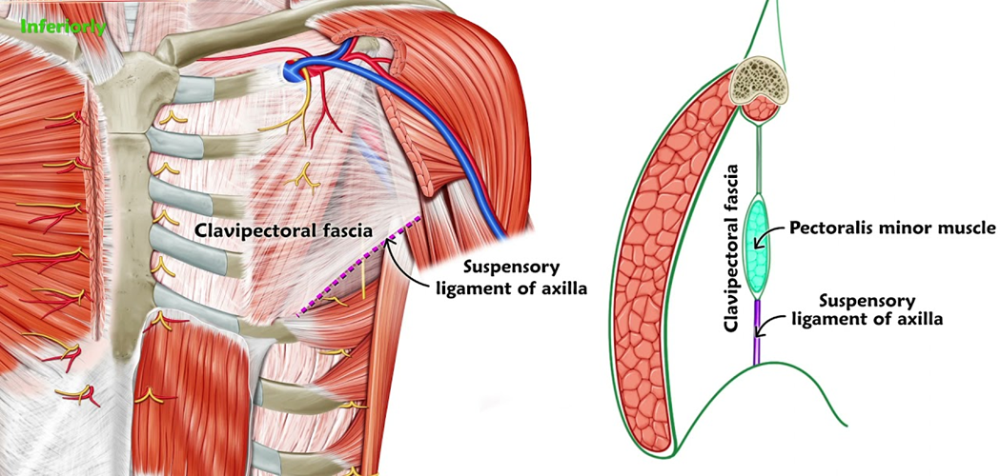 Inferiorly
Clavipectoral fascia
Suspensory
ligament of axilla
Clavipectoral fascia
Pectoralis minor muscle
Suspensory
ligament of axilla